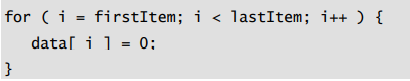 for ( i = firstItem; i < lastItem; i++ ) {
data[ i ] = 0;
}